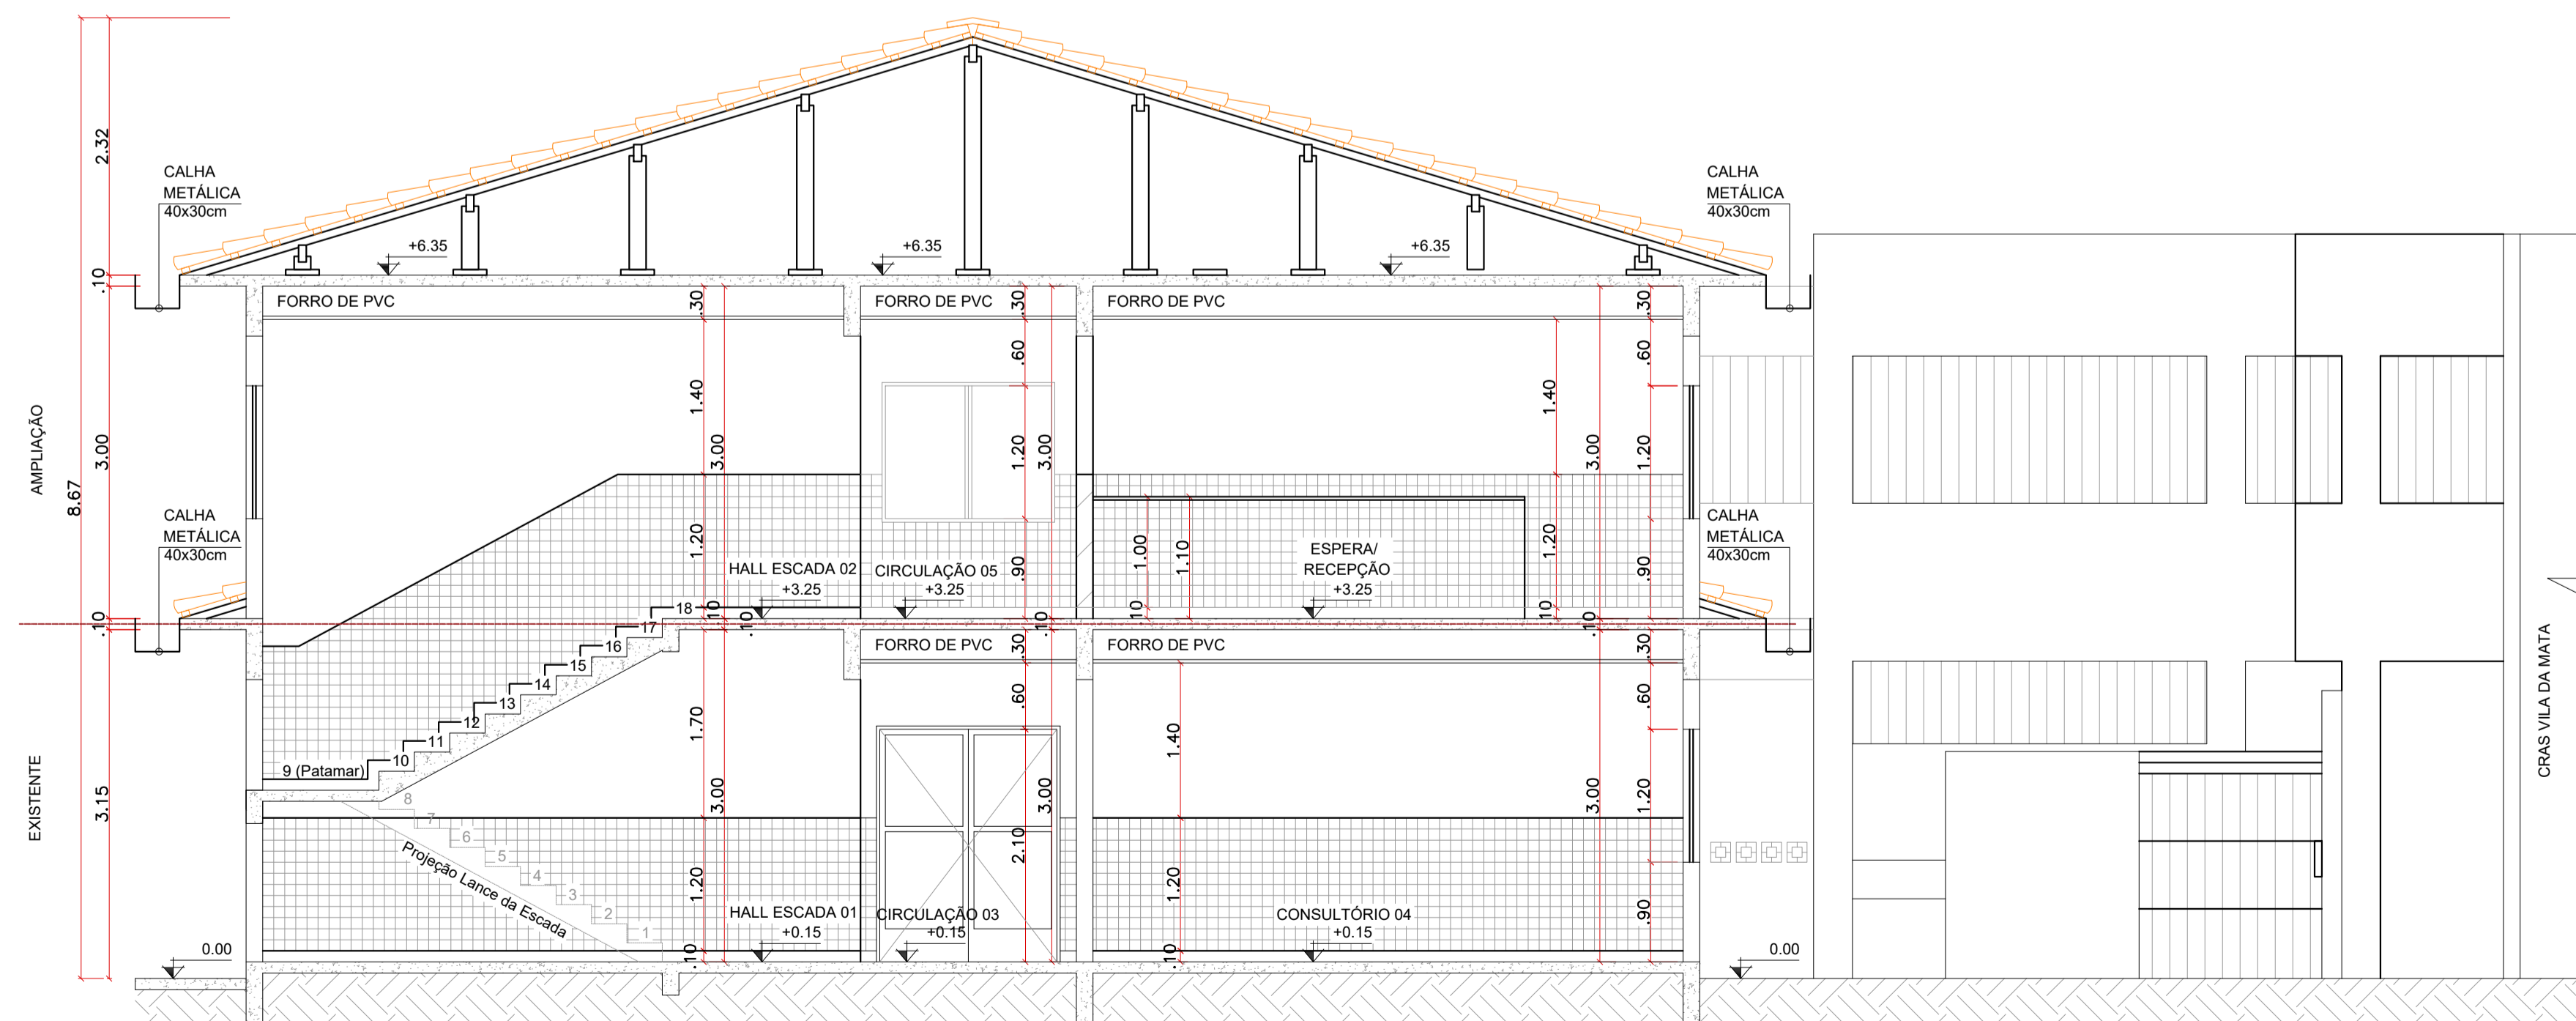 2.32
CALHA
METÁLICA
40x30cm
CALHA
METÁLICA
40x30cm
+6.35
+6.35
+6.35
.10
FORRO DE PVC
.30
FORRO DE PVC
.30
FORRO DE PVC
.30
.60
.60
1.40
1.40
AMPLIAÇÃO
3.00
8.67
3.00
1.20
3.00
3.00
1.20
CALHA
METÁLICA
40x30cm
CALHA
METÁLICA
40x30cm
1.20
1.00
1.10
1.20
HALL ESCADA 02
+3.25
CIRCULAÇÃO 05
+3.25
.90
ESPERA/
RECEPÇÃO
+3.25
.90
.10
18
.10
.10
.10
.10
.10
.10
17
16
15
14
13
12
11
10
9 (Patamar)
FORRO DE PVC
.30
FORRO DE PVC
.30
.60
.60
1.70
1.40
EXISTENTE
3.15
3.00
3.00
3.00
1.20
8
7
6
5
4
3
2
1
Projeção Lance da Escada
2.10
1.20
1.20
HALL ESCADA 01
+0.15
CIRCULAÇÃO 03
+0.15
CONSULTÓRIO 04
+0.15
.90
.10
.10
0.00
0.00
CRAS VILA DA MATA